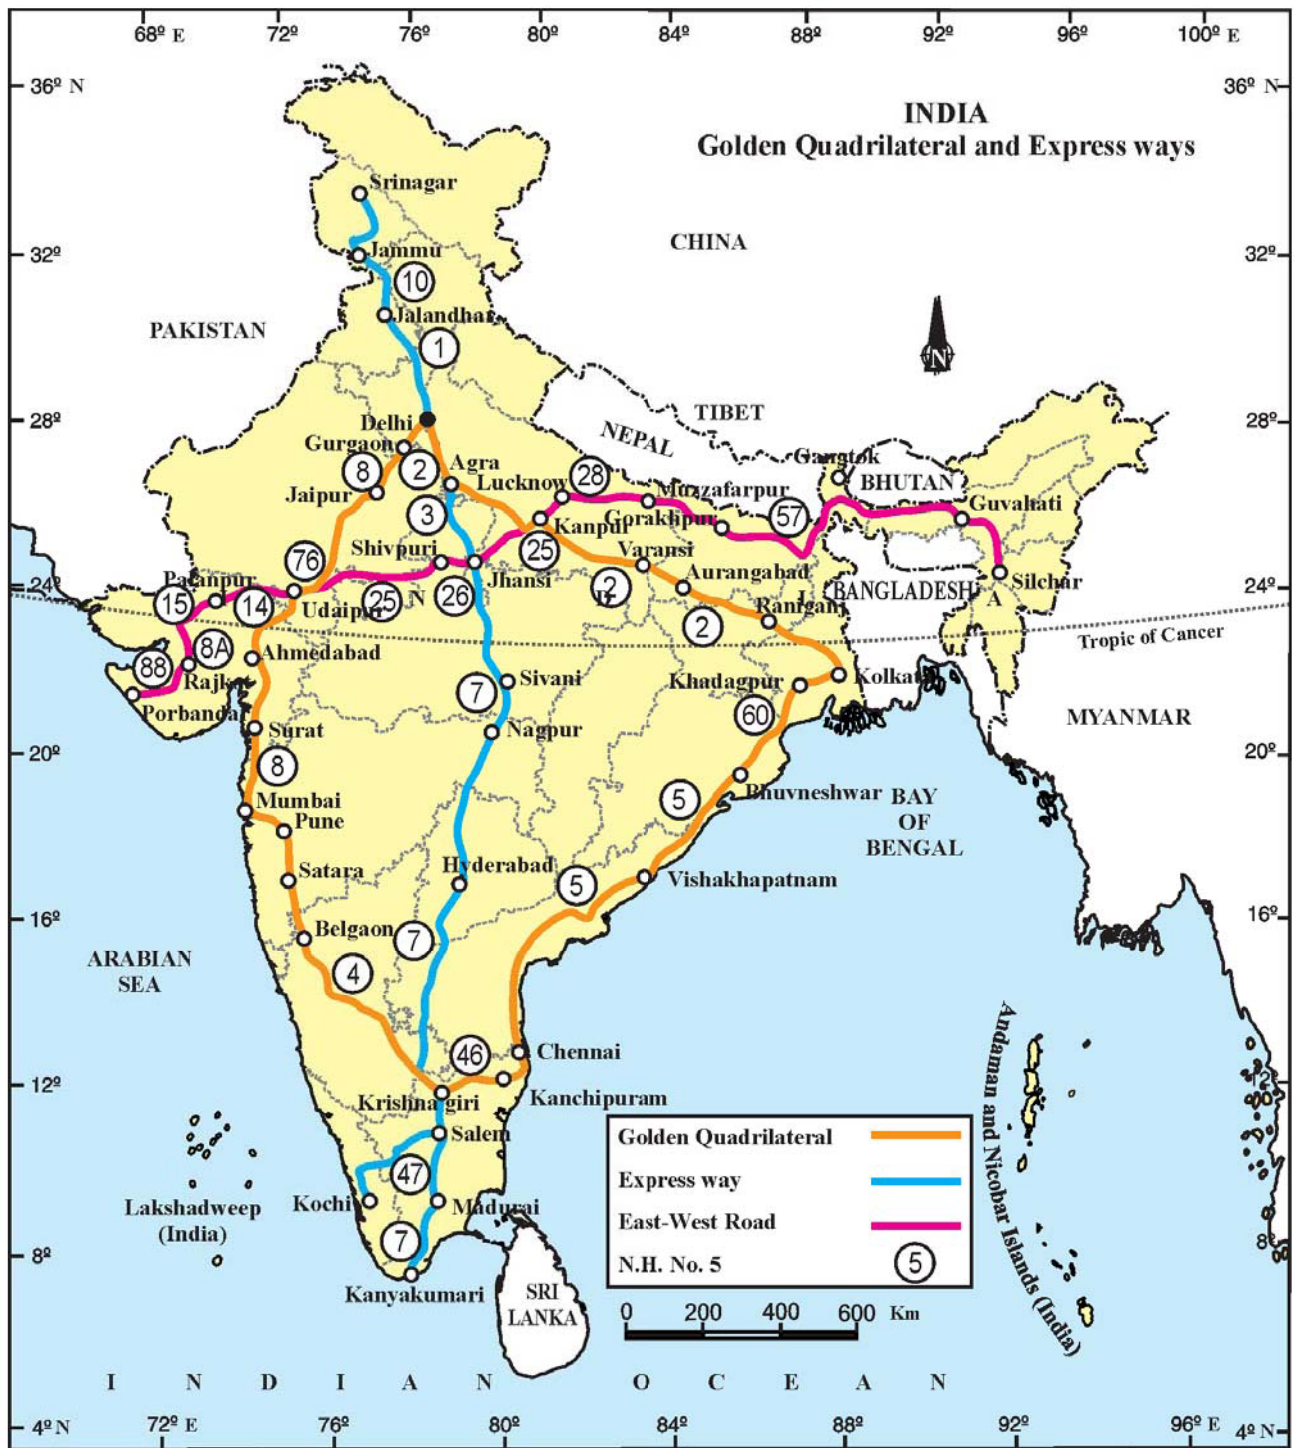 68º E 72º 76º 80º 84º 88º 92º 96º 100º E
36º N 36º N
INDIA
Golden Quadrilateral and Express ways
Srinagar
CHINA
32º Jammu 32º
10
Jalandhar
PAKISTAN
1
N
TIBET
28º Delhi 28º
NEPAL
Gurgaon
Gangtok
8 2 Agra
Lucknow 28
BHUTAN
Jaipur
Muzzafarpur
Guvahati
3
Goraklipur 57
Kanpur
Shivpuri
25
Varansi
76
Jhansi
Aurangabad
Palanpur
24º 24º
BANGLADESH
Silchar
15 14 25 N 26 2 I A
Udaipur
Raniganj
2
Tropic of Cancer
8A
Ahmedabad
88
Rajkot
Sivani
Khadagpur
Kolkata
7
Porbandar
60
MYANMAR
Surat
Nagpur
20º 20º
8
Bhuvneshwar
BAY
OF
BENGAL
5
Mumbai
Pune
Satara
Hyderabad
5
Vishakhapatnam
16º 16º
Belgaon
7
ARABIAN
SEA
4
Andaman and Nicobar Islands (India)
46
Chennai
12º 12º
Krishnagiri
Kanchipuram
Salem
Golden Quadrilateral
47
Express way
Kochi
Madurai
Lakshadweep
(India)
East-West Road
7
8º 8º
N.H. No. 5 5
Kanyakumari
SRI
LANKA
0 200 400 600 Km
INDIAN OCEAN
4º N 72º E 76º 80º 84º 88º 92º 96º E 4º N